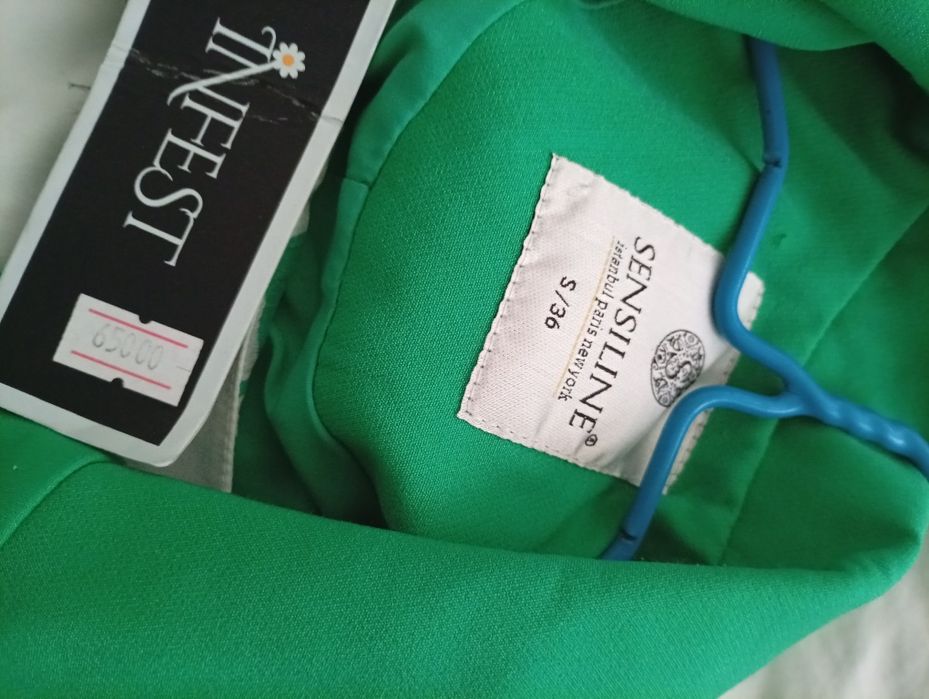 INFEST
65000
SENSILINE®
istanbul paris new york
S/36